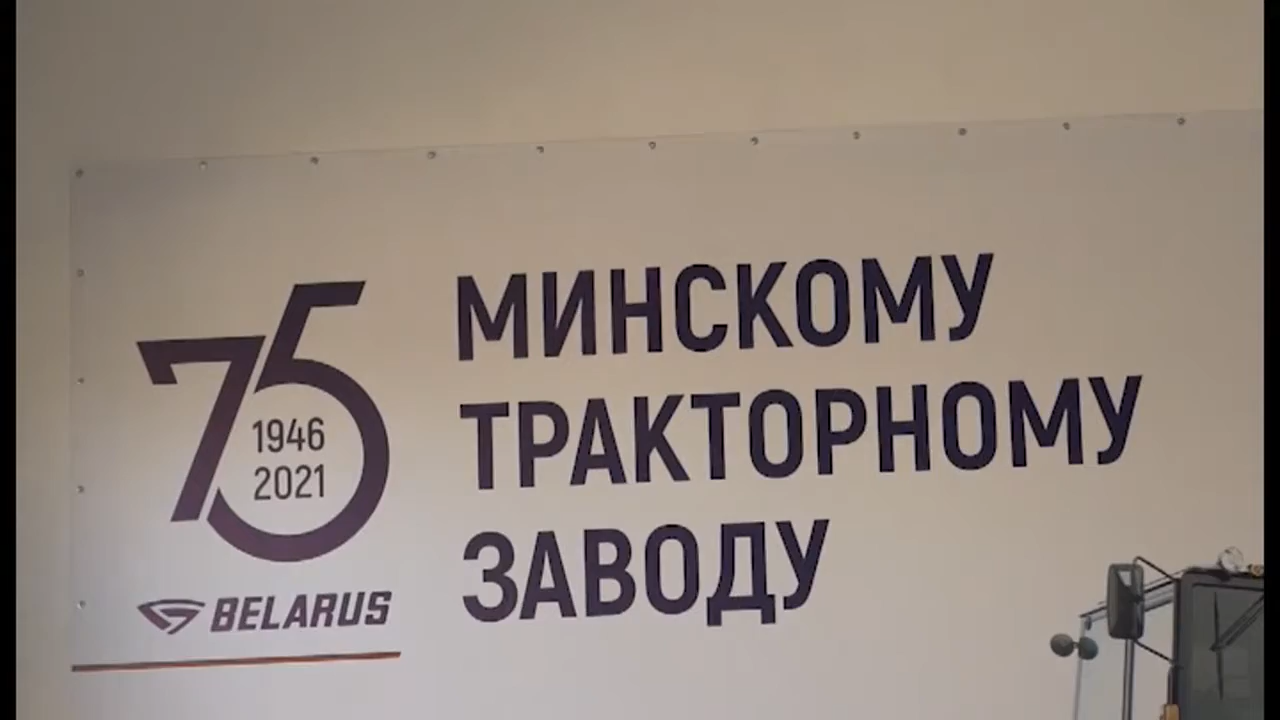 75
1946
2021
BELARUS
МИНСКОМУ
ТРАКТОРНОМУ
ЗАВОДУ